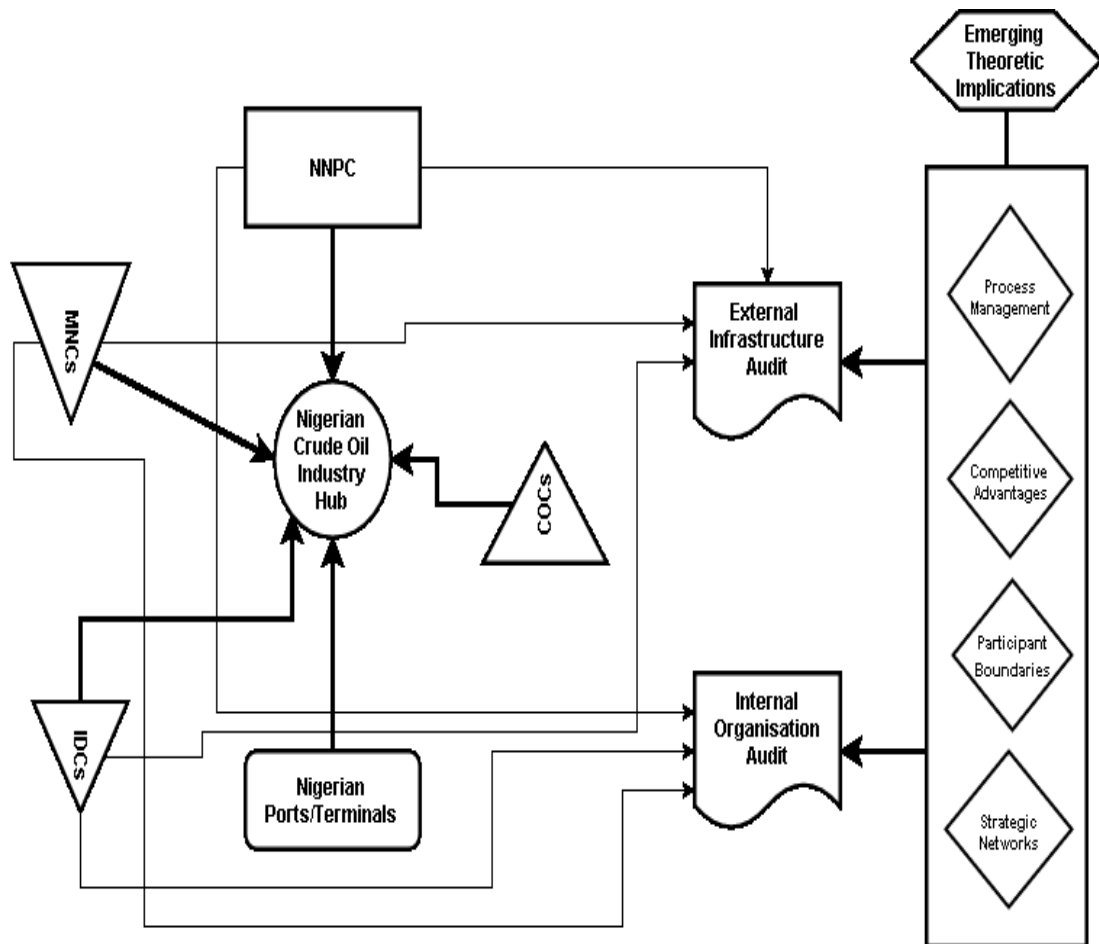 Emerging
Theoretic
Implications
NNPC
MNCs
External
Infrastructure
Audit
Process
Management
Nigerian
Crude Oil
Industry
Hub
COCs
Competitive
Advantages
Participant
Boundaries
IDCs
Internal
Organisation
Audit
Nigerian
Ports/Terminals
Strategic
Networks